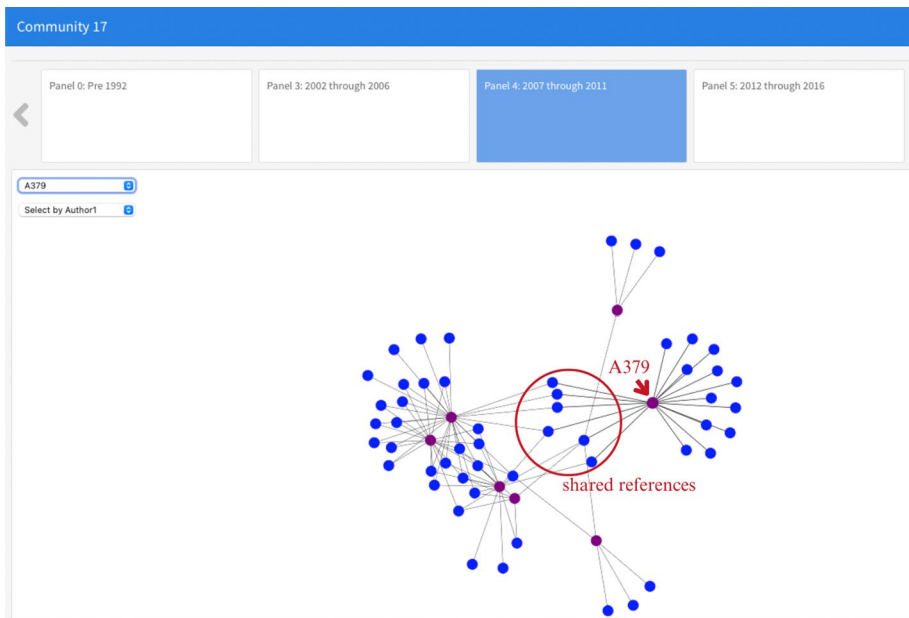 Community 17
Panel 0: Pre 1992
Panel 3: 2002 through 2006
Panel 4: 2007 through 2011
Panel 5: 2012 through 2016
A379
Select by Author1
A379
shared references